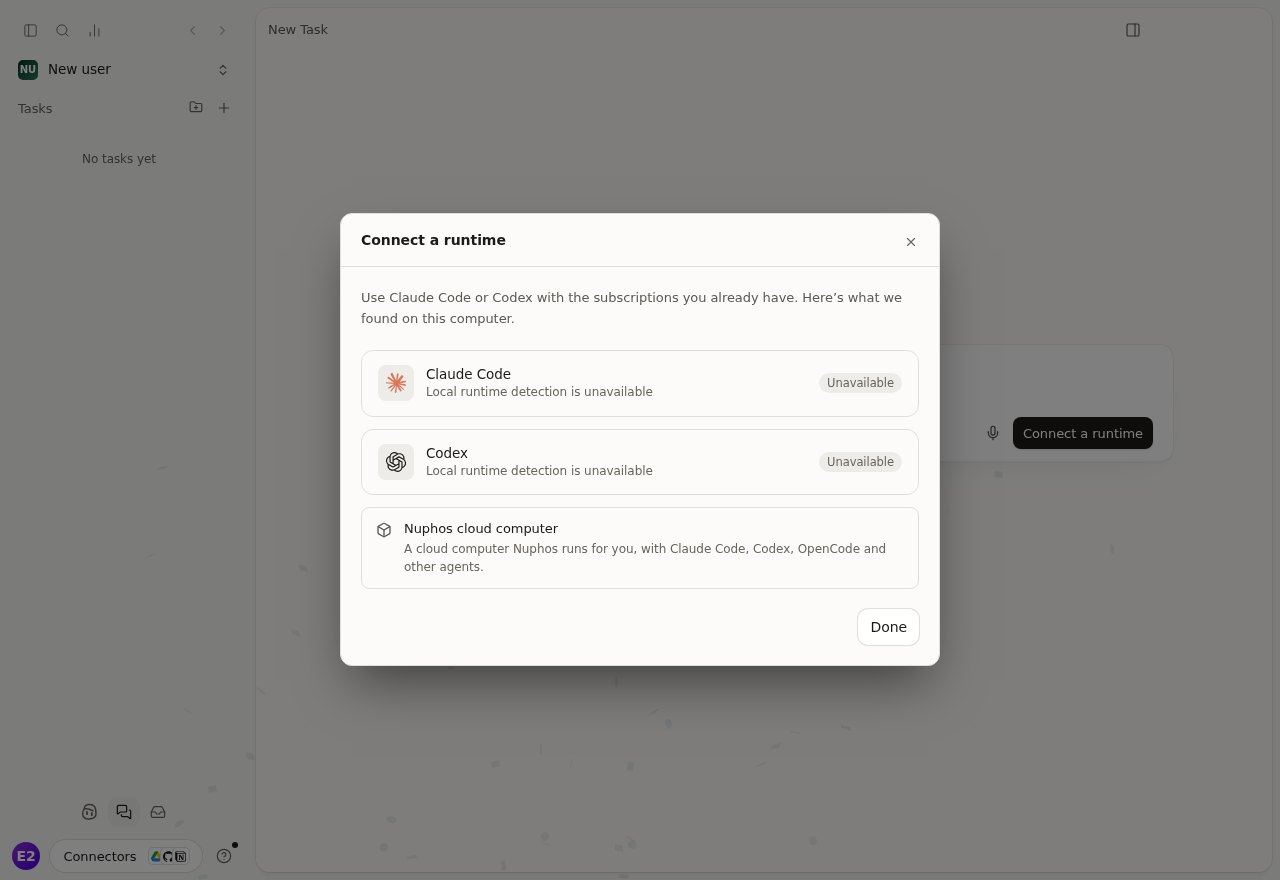 New Task
NU New user
Tasks
No tasks yet
Connect a runtime
Use Claude Code or Codex with the subscriptions you already have. Here’s what we
found on this computer.
Claude Code
Local runtime detection is unavailable
Unavailable
Codex
Local runtime detection is unavailable
Unavailable
Nuphos cloud computer
A cloud computer Nuphos runs for you, with Claude Code, Codex, OpenCode and
other agents.
Done
Connect a runtime
E2 Connectors